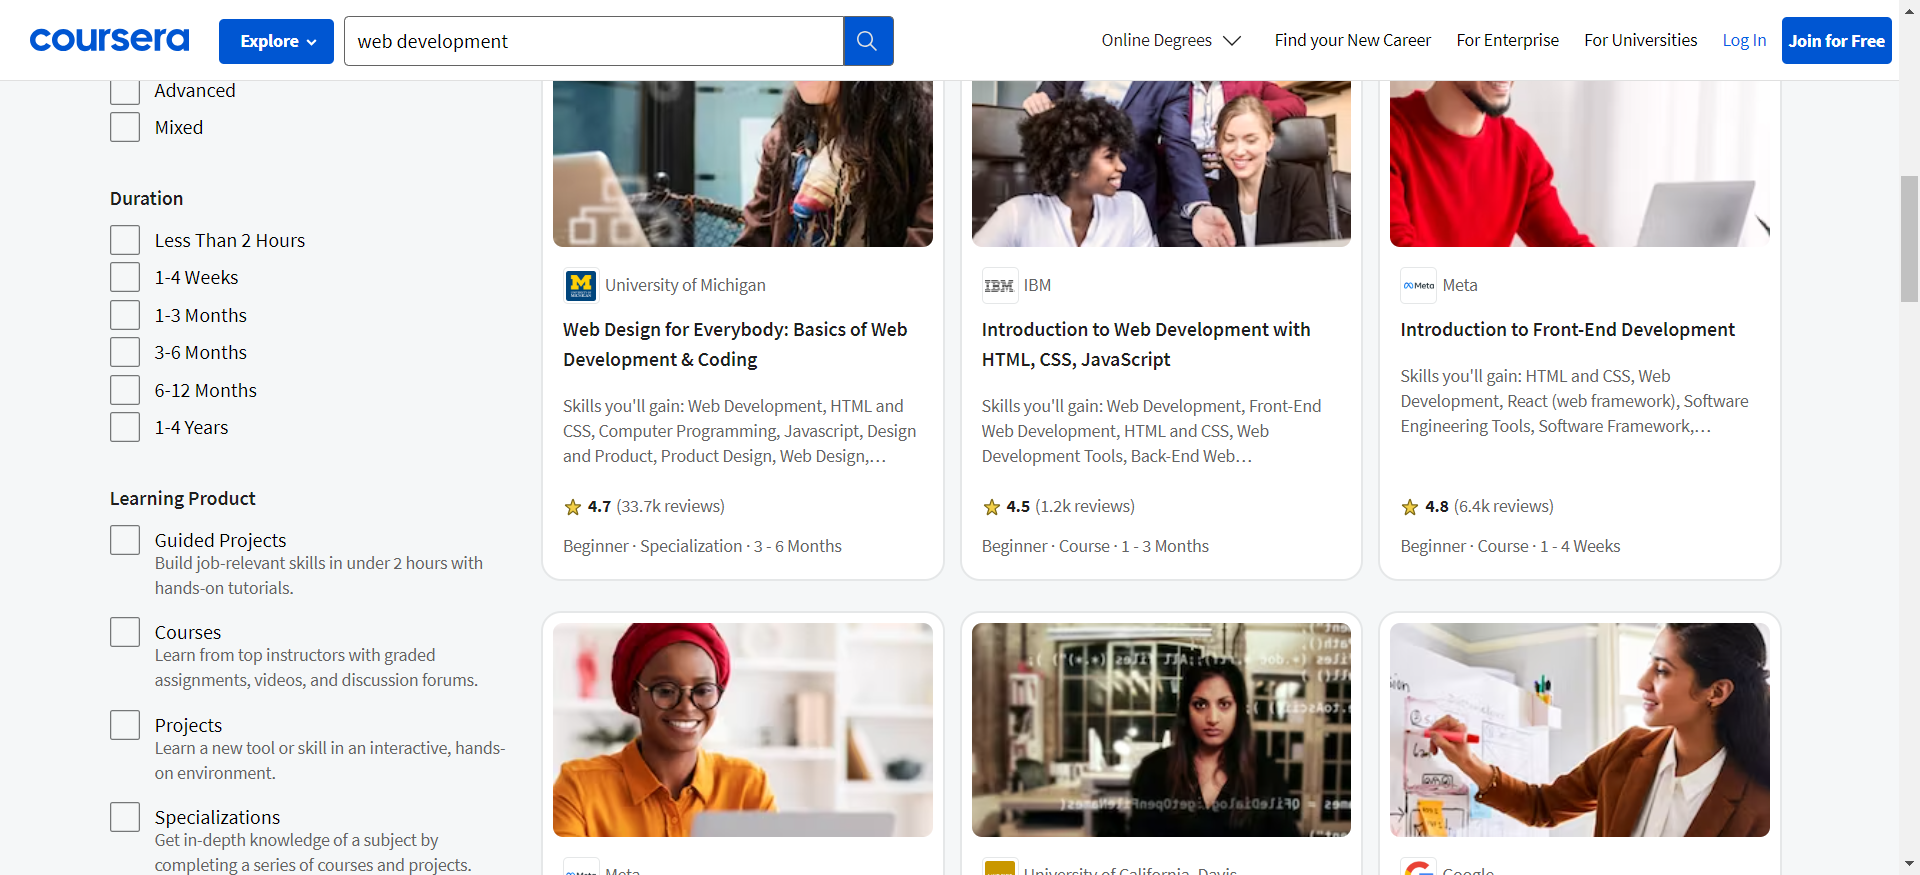 coursera
Explore
web development
Online Degrees
Find your New Career
For Enterprise
For Universities
Log In
Join for Free
Advanced
Mixed
Duration
Less Than 2 Hours
1-4 Weeks
1-3 Months
3-6 Months
6-12 Months
1-4 Years
Learning Product
Guided Projects
Build job-relevant skills in under 2 hours with
hands-on tutorials.
Courses
Learn from top instructors with graded
assignments, videos, and discussion forums.
Projects
Learn a new tool or skill in an interactive, hands-
on environment.
Specializations
Get in-depth knowledge of a subject by
completing a series of courses and projects.
University of Michigan
Web Design for Everybody: Basics of Web
Development & Coding
Skills you'll gain: Web Development, HTML and
CSS, Computer Programming, Javascript, Design
and Product, Product Design, Web Design,…
4.7 (33.7k reviews)
Beginner · Specialization · 3 - 6 Months
IBM
IBM
Introduction to Web Development with
HTML, CSS, JavaScript
Skills you'll gain: Web Development, Front-End
Web Development, HTML and CSS, Web
Development Tools, Back-End Web…
4.5 (1.2k reviews)
Beginner · Course · 1 - 3 Months
Meta
Meta
Introduction to Front-End Development
Skills you'll gain: HTML and CSS, Web
Development, React (web framework), Software
Engineering Tools, Software Framework,…
4.8 (6.4k reviews)
Beginner · Course · 1 - 4 Weeks
Meta
University of California, Davis
Google